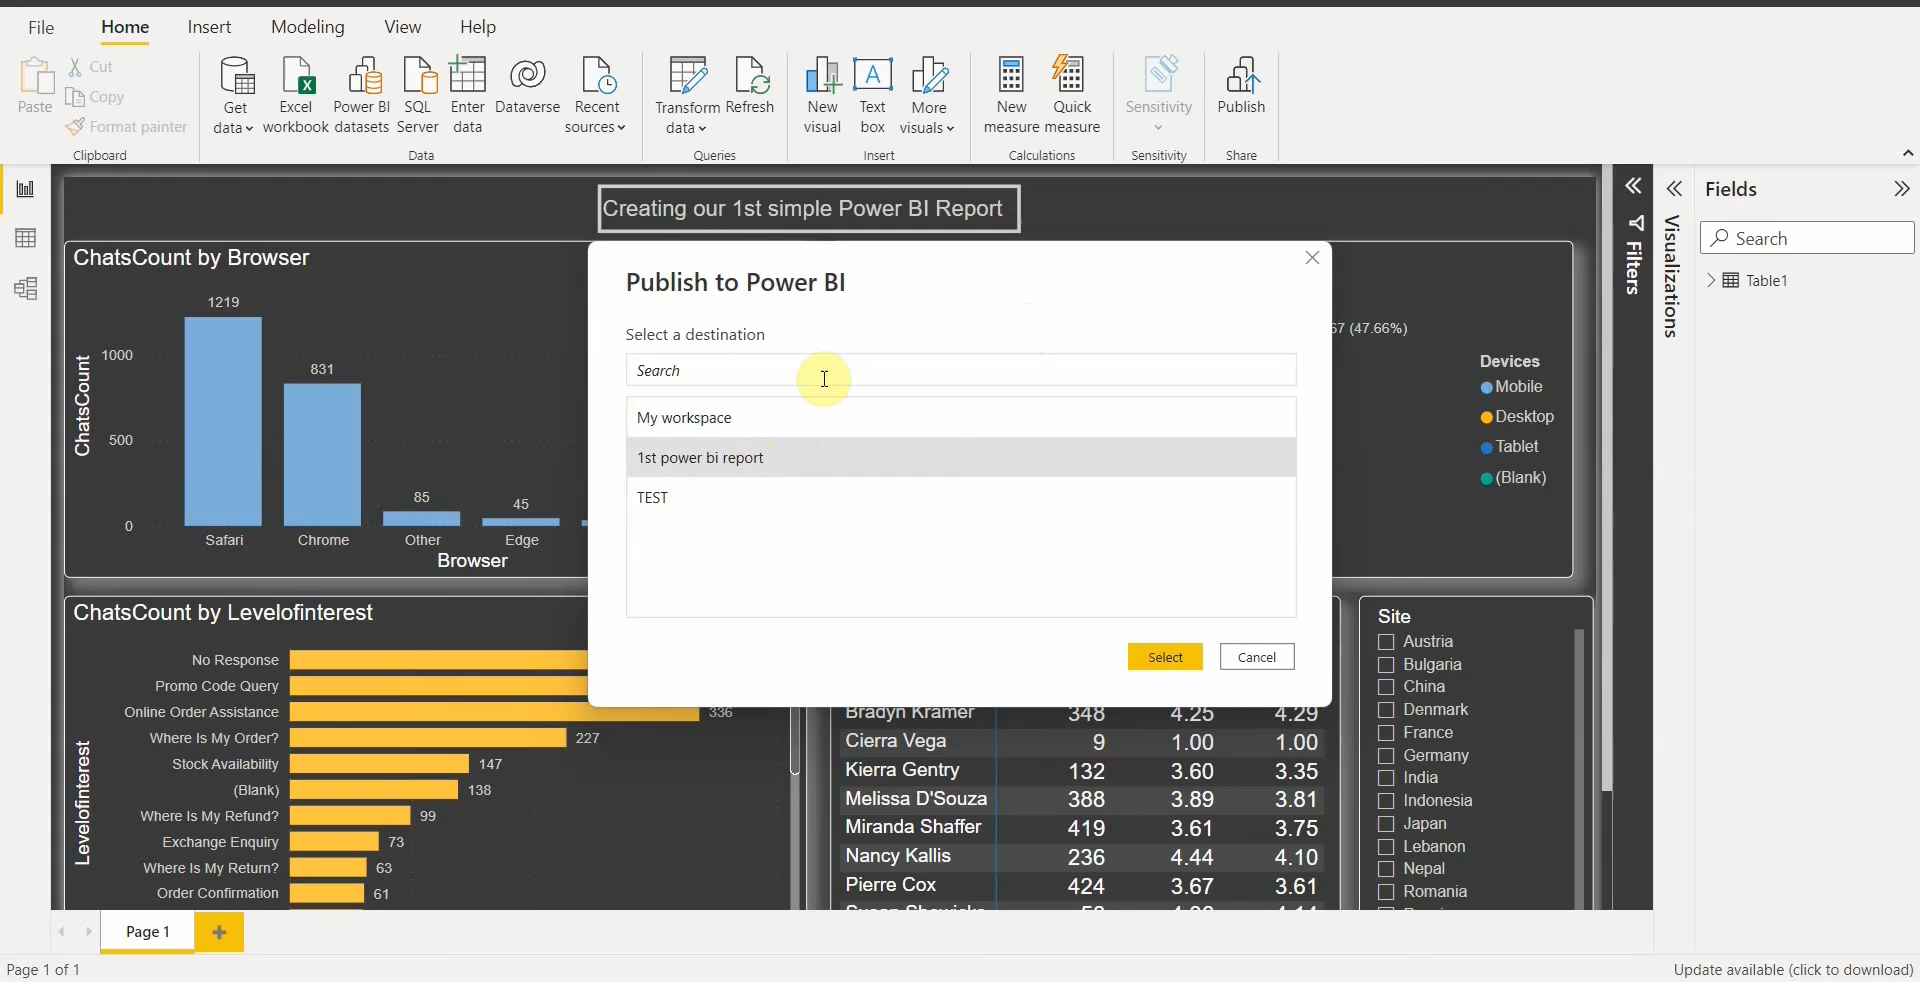 File Home Insert Modeling View Help
Paste
Cut
Copy
Format painter
Clipboard
Get data
Excel workbook
Power BI datasets
SQL Server
Enter data
Dataverse
Recent sources
Data
Transform data
Refresh
Queries
New visual
Text box
More visuals
Insert
New measure
Quick measure
Calculations
Sensitivity
Sensitivity
Publish
Share
Creating our 1st simple Power BI Report
ChatsCount by Browser
ChatsCount
1000
500
0
1219
831
85
45
Safari
Chrome
Other
Edge
Browser
Publish to Power BI
Select a destination
Search
My workspace
1st power bi report
TEST
Select
Cancel
67 (47.66%)
Devices
Mobile
Desktop
Tablet
(Blank)
ChatsCount by Levelofinterest
Levelofinterest
No Response
Promo Code Query
Online Order Assistance 336
Where Is My Order? 227
Stock Availability 147
(Blank) 138
Where Is My Refund? 99
Exchange Enquiry 73
Where Is My Return? 63
Order Confirmation 61
Bradyn Kramer 348 4.25 4.29
Cierra Vega 9 1.00 1.00
Kierra Gentry 132 3.60 3.35
Melissa D'Souza 388 3.89 3.81
Miranda Shaffer 419 3.61 3.75
Nancy Kallis 236 4.44 4.10
Pierre Cox 424 3.67 3.61
Site
Austria
Bulgaria
China
Denmark
France
Germany
India
Indonesia
Japan
Lebanon
Nepal
Romania
Filters
Visualizations
Fields
Search
Table1
Page 1
Page 1 of 1
Update available (click to download)